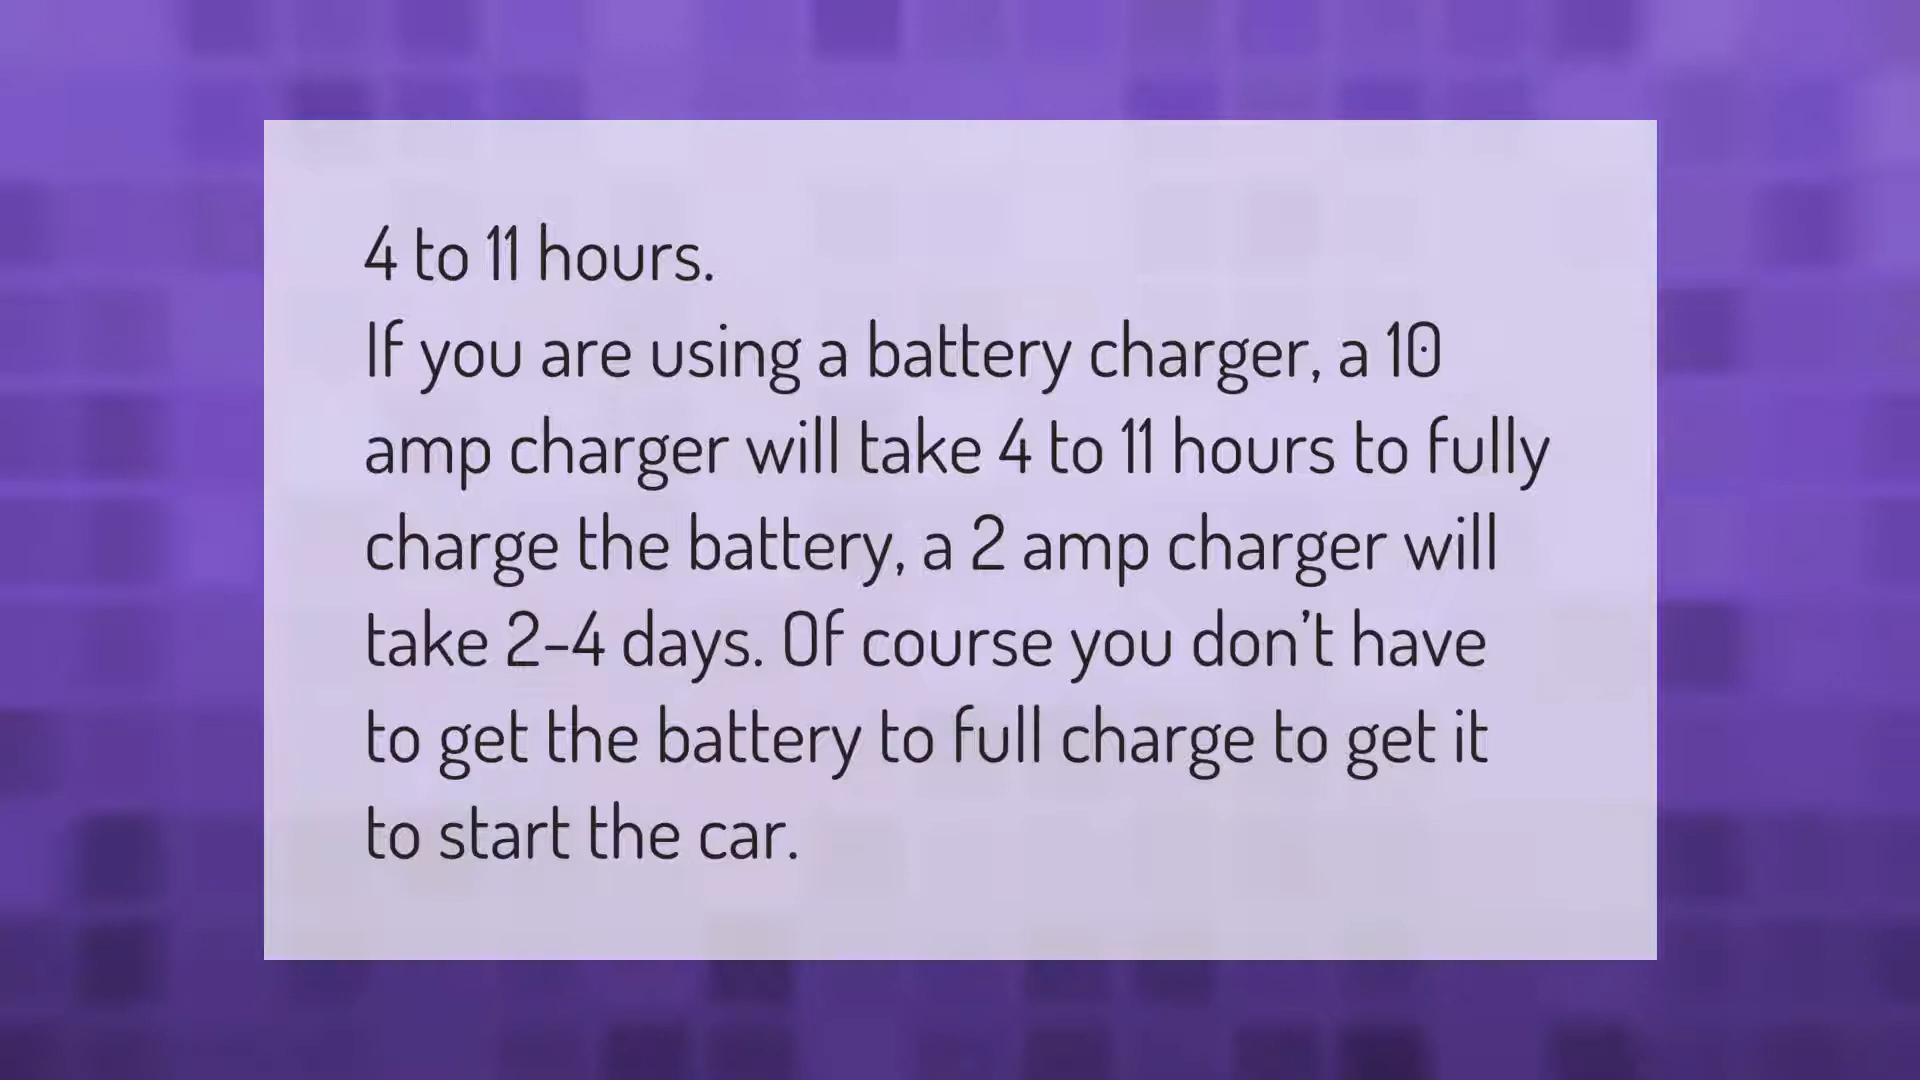 4 to 11 hours.
If you are using a battery charger, a 10
amp charger will take 4 to 11 hours to fully
charge the battery, a 2 amp charger will
take 2-4 days. Of course you don't have
to get the battery to full charge to get it
to start the car.